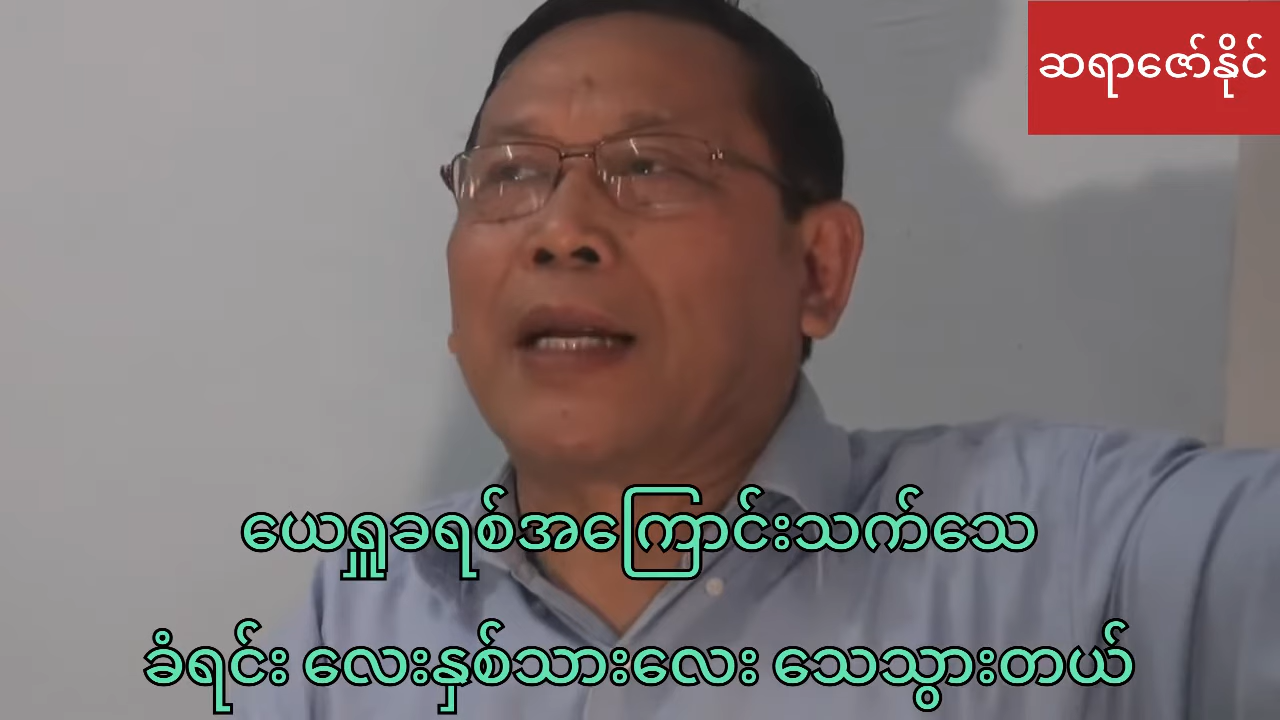 ဆရာဇော်နိုင်
ယေရှူခရစ်အကြောင်းသက်သေ
ခံရင်း လေးနှစ်သားလေး သေသွားတယ်